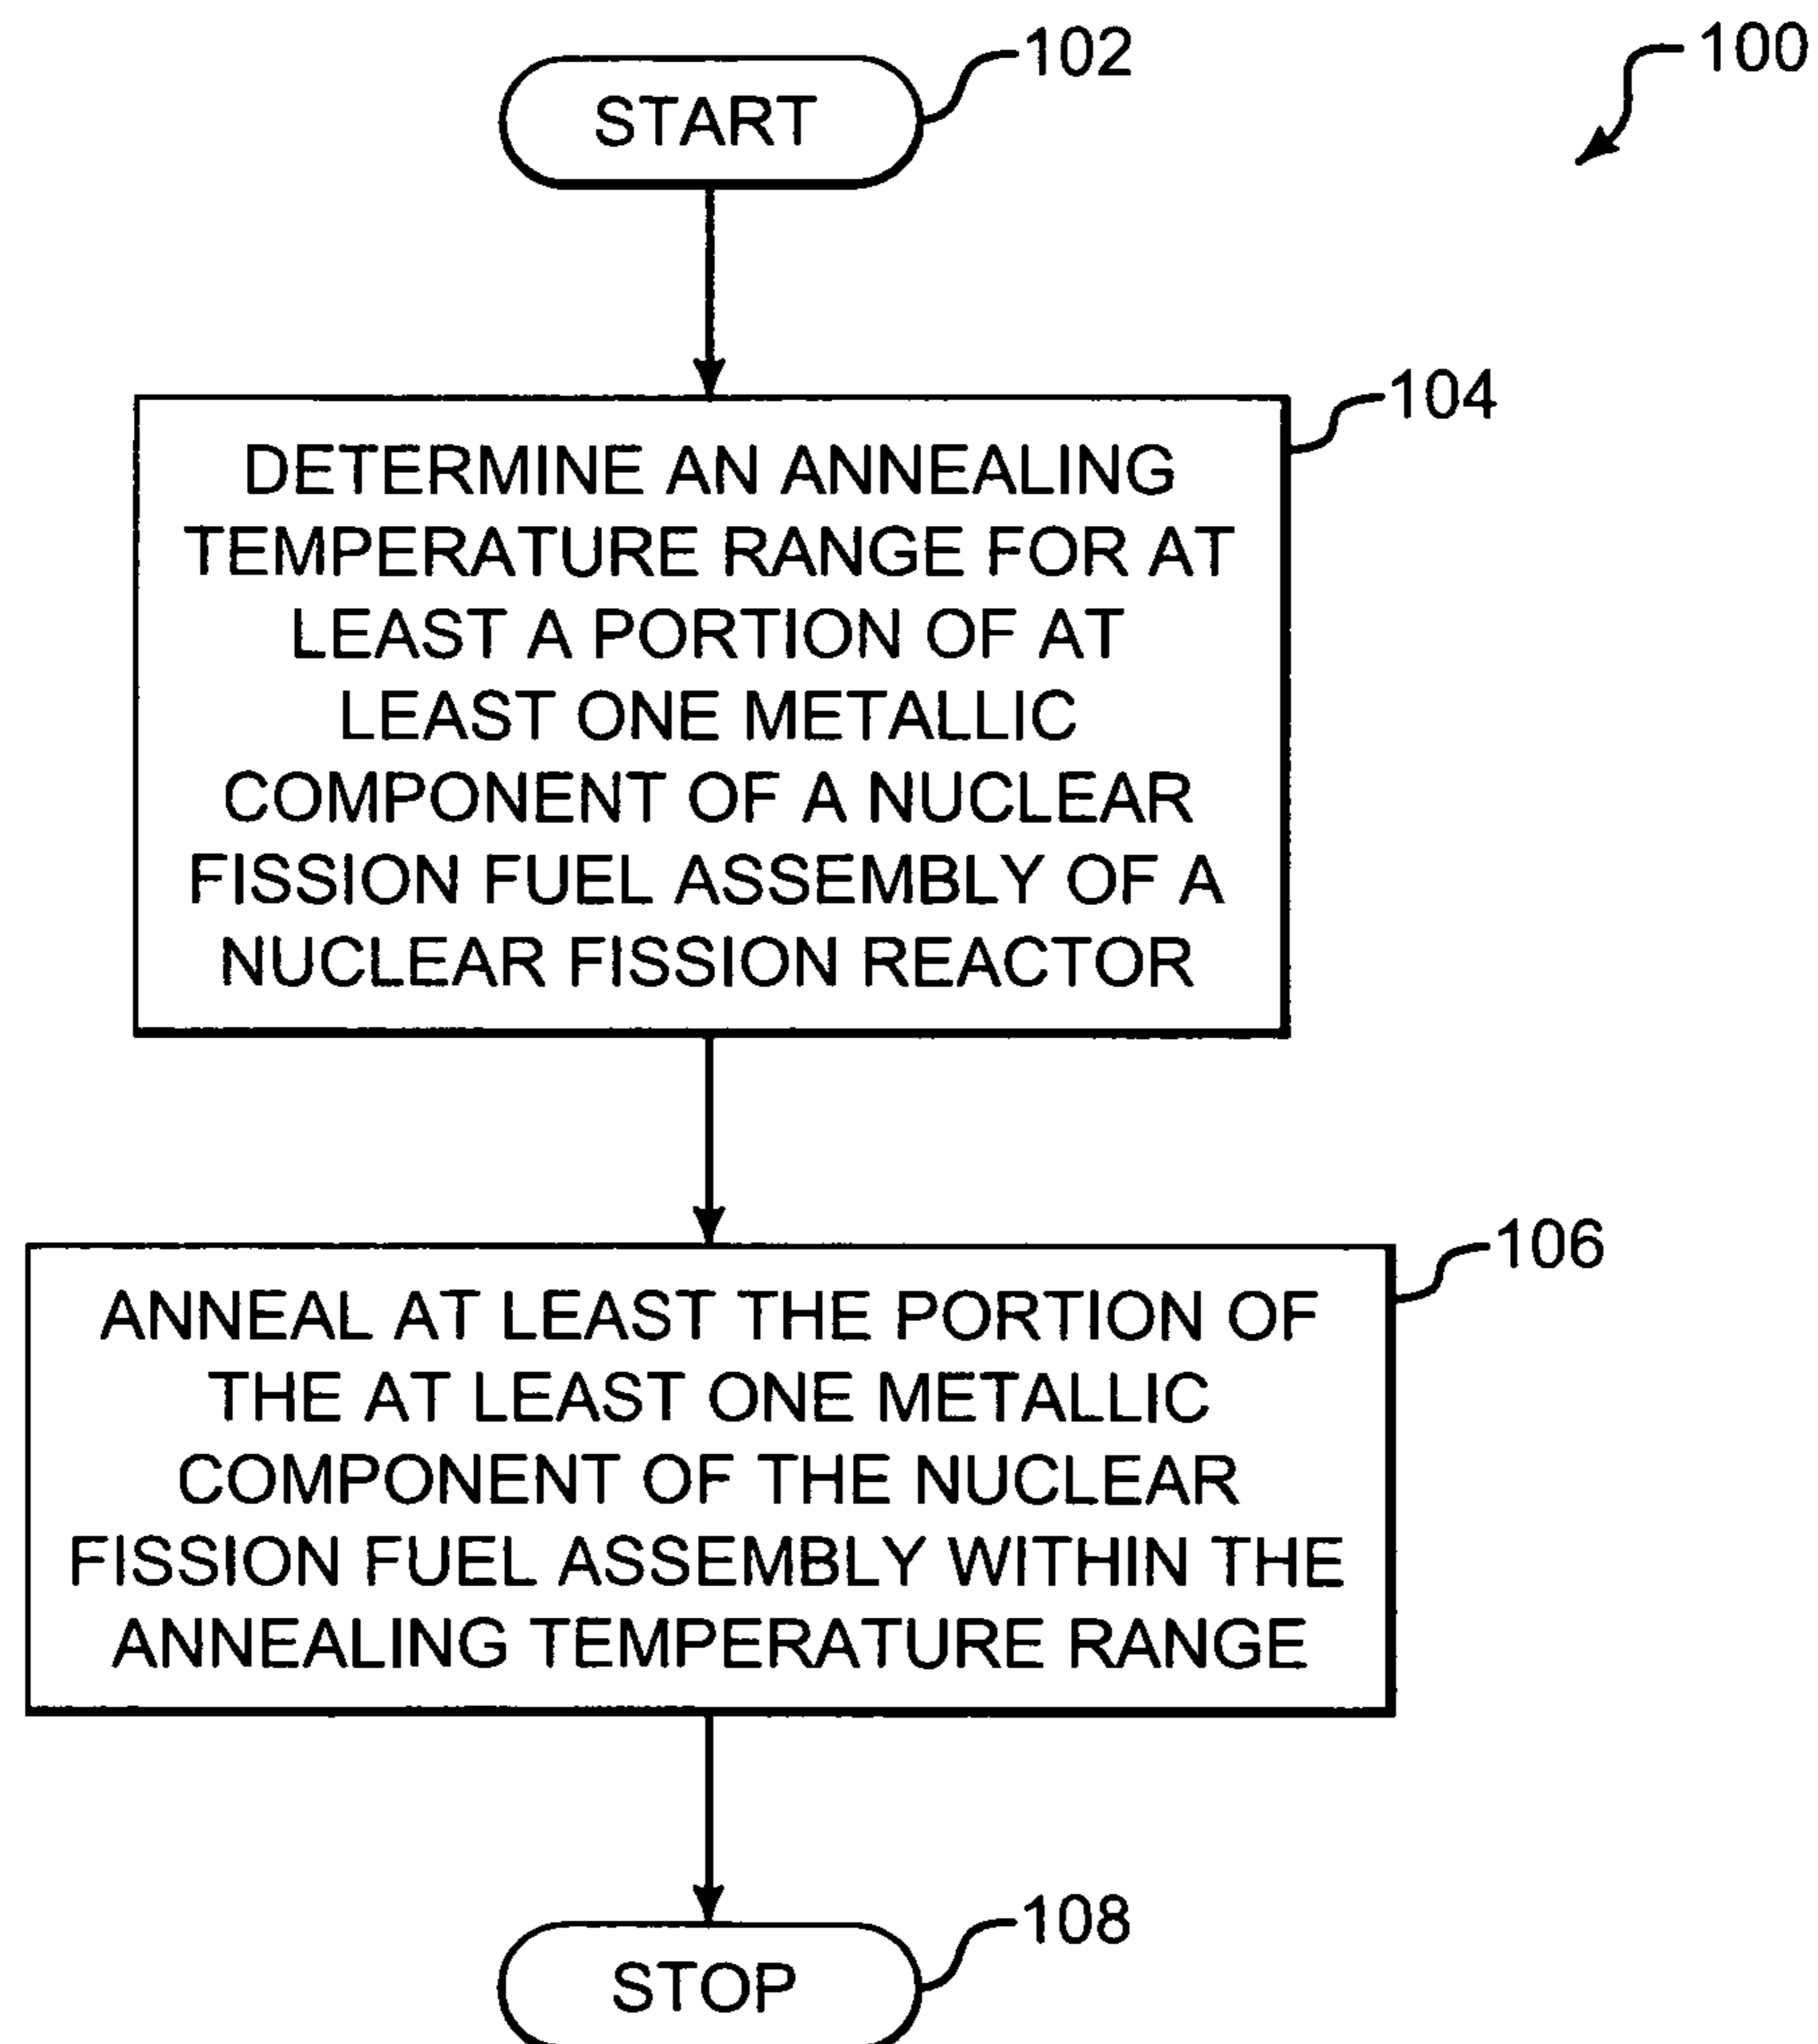 102
100
START
104
DETERMINE AN ANNEALING
TEMPERATURE RANGE FOR AT
LEAST A PORTION OF AT
LEAST ONE METALLIC
COMPONENT OF A NUCLEAR
FISSION FUEL ASSEMBLY OF A
NUCLEAR FISSION REACTOR
106
ANNEAL AT LEAST THE PORTION OF
THE AT LEAST ONE METALLIC
COMPONENT OF THE NUCLEAR
FISSION FUEL ASSEMBLY WITHIN THE
ANNEALING TEMPERATURE RANGE
108
STOP